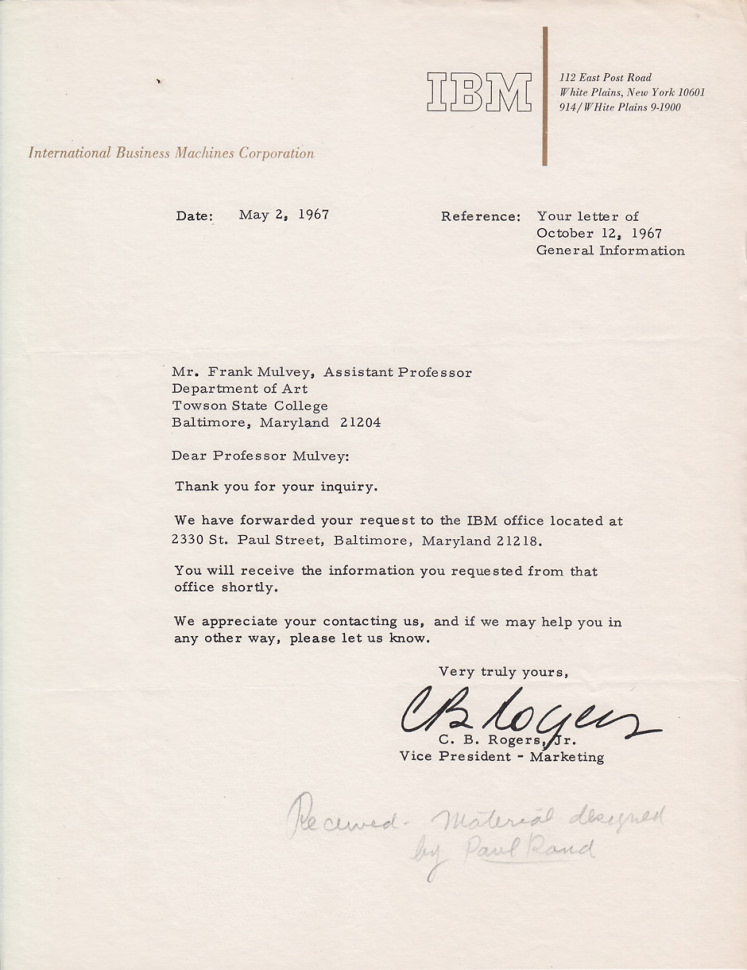 IBM
112 East Post Road
White Plains, New York 10601
914/WHite Plains 9-1900
International Business Machines Corporation
Date: May 2, 1967
Reference: Your letter of
October 12, 1967
General Information
Mr. Frank Mulvey, Assistant Professor
Department of Art
Towson State College
Baltimore, Maryland 21204
Dear Professor Mulvey:
Thank you for your inquiry.
We have forwarded your request to the IBM office located at
2330 St. Paul Street, Baltimore, Maryland 21218.
You will receive the information you requested from that
office shortly.
We appreciate your contacting us, and if we may help you in
any other way, please let us know.
Very truly yours,
CB Rogers
C. B. Rogers, Jr.
Vice President - Marketing
Received - Material designed
by Paul Rand